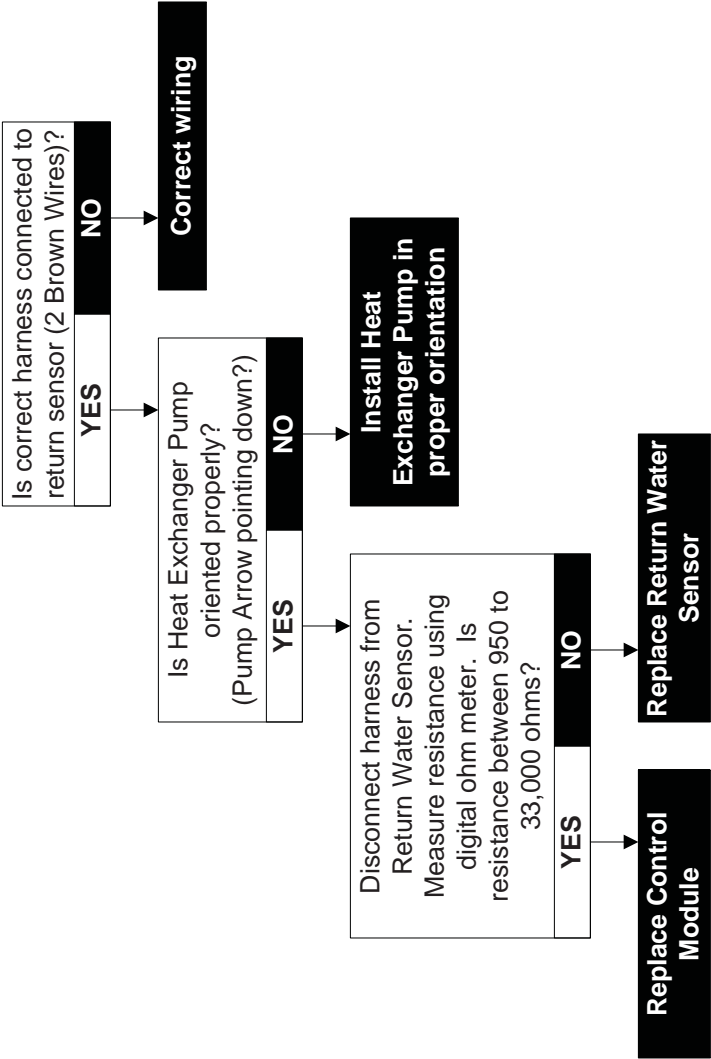 Is correct harness connected to
return sensor (2 Brown Wires)?
YES
NO
Correct wiring
Is Heat Exchanger Pump
oriented properly?
(Pump Arrow pointing down?)
YES
NO
Install Heat
Exchanger Pump in
proper orientation
Disconnect harness from
Return Water Sensor.
Measure resistance using
digital ohm meter.  Is
resistance between 950 to
33,000 ohms?
YES
NO
Replace Control
Module
Replace Return Water
Sensor